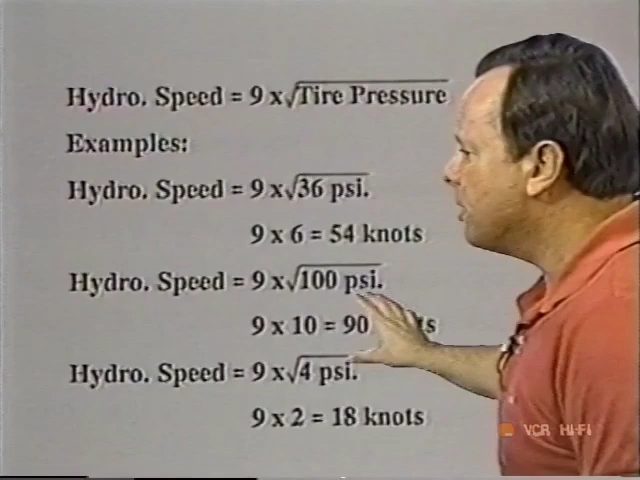 Hydro. Speed = 9 x√Tire Pressure
Examples:
Hydro. Speed = 9 x√36 psi.
9 x 6 = 54 knots
Hydro. Speed = 9 x√100 psi.
9 x 10 = 90 ts
Hydro. Speed = 9 x√4 psi.
9 x 2 = 18 knots
VCR HI-FI